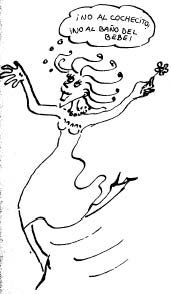 ¡NO AL COCHECITO,
¡NO AL BAÑO DEL
BEBE!